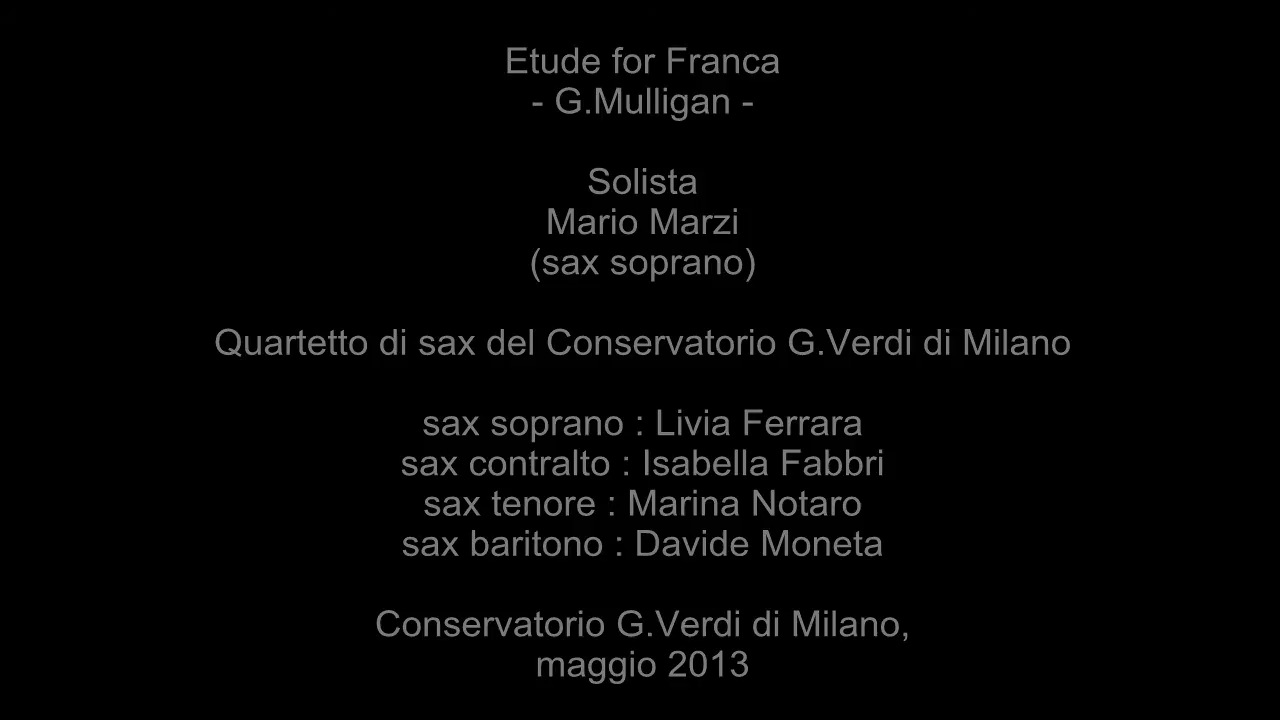 Etude for Franca
- G.Mulligan -
Solista
Mario Marzi
(sax soprano)
Quartetto di sax del Conservatorio G.Verdi di Milano
sax soprano : Livia Ferrara
sax contralto : Isabella Fabbri
sax tenore : Marina Notaro
sax baritono : Davide Moneta
Conservatorio G.Verdi di Milano,
maggio 2013